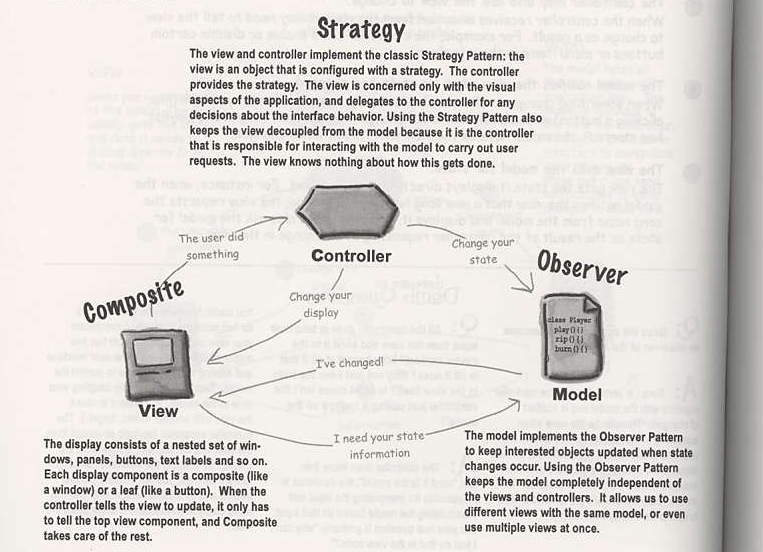 Strategy
The view and controller implement the classic Strategy Pattern: the
view is an object that is configured with a strategy. The controller
provides the strategy. The view is concerned only with the visual
aspects of the application, and delegates to the controller for any
decisions about the interface behavior. Using the Strategy Pattern also
keeps the view decoupled from the model because it is the controller
that is responsible for interacting with the model to carry out user
requests. The view knows nothing about how this gets done.
The user did
something
Controller
Change your
state
Observer
Composite
Change your
display
class Player
play(){}
rip(){}
burn(){}
I've changed!
View
Model
I need your state
information
The display consists of a nested set of win-
dows, panels, buttons, text labels and so on.
Each display component is a composite (like
a window) or a leaf (like a button). When the
controller tells the view to update, it only has
to tell the top view component, and Composite
takes care of the rest.
The model implements the Observer Pattern
to keep interested objects updated when state
changes occur. Using the Observer Pattern
keeps the model completely independent of
the views and controllers. It allows us to use
different views with the same model, or even
use multiple views at once.